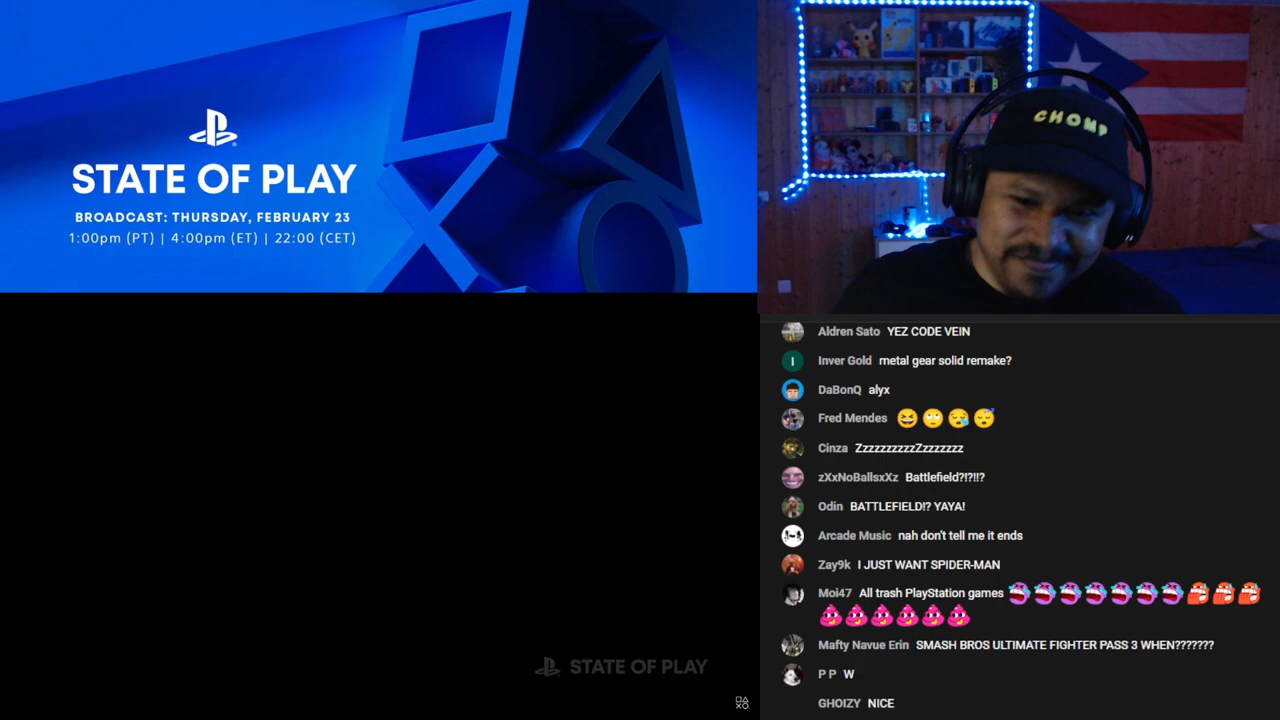 STATE OF PLAY
BROADCAST: THURSDAY, FEBRUARY 23
1:00pm (PT) | 4:00pm (ET) | 22:00 (CET)
CHOMP
Aldren Sato YEZ CODE VEIN
I Inver Gold metal gear solid remake?
DaBonQ alyx
Fred Mendes 😆 🙄 😪 😴
Cinza ZzzzzzzzzzZzzzzzzz
zXxNoBallsxXz Battlefield?!?!!?
Odin BATTLEFIELD!? YAYA!
Arcade Music nah don't tell me it ends
Zay9k I JUST WANT SPIDER-MAN
Moi47 All trash PlayStation games
Mafty Navue Erin SMASH BROS ULTIMATE FIGHTER PASS 3 WHEN???????
P P W
GHOIZY NICE
STATE OF PLAY